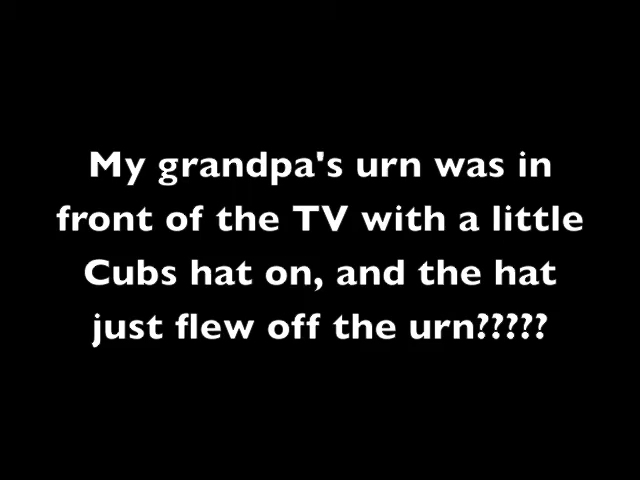 My grandpa's urn was in
front of the TV with a little
Cubs hat on, and the hat
just flew off the urn?????